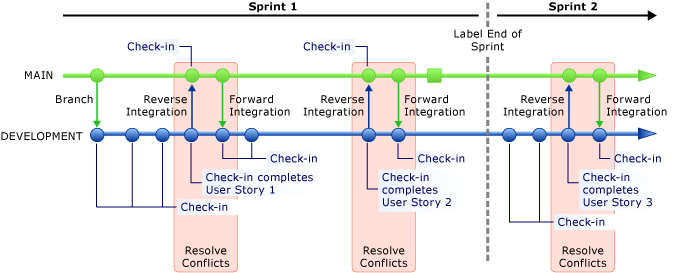 Sprint 1
Sprint 2
Label End of
Sprint
Check-in
Check-in
MAIN
Branch
Reverse
Integration
Forward
Integration
Reverse
Integration
Forward
Integration
Reverse
Integration
Forward
Integration
DEVELOPMENT
Check-in
Check-in completes
User Story 1
Check-in
Check-in
Check-in
completes
User Story 2
Check-in
Check-in
completes
User Story 3
Check-in
Resolve
Conflicts
Resolve
Conflicts
Resolve
Conflicts